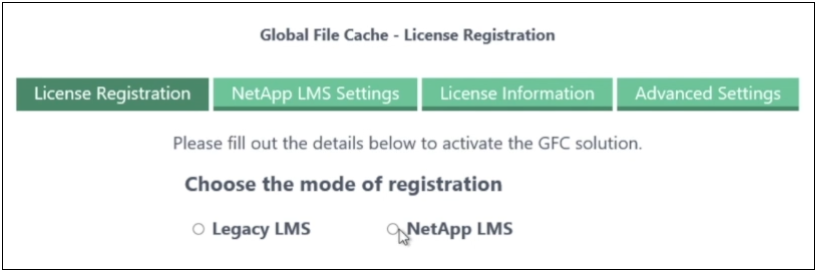 Global File Cache - License Registration
License Registration NetApp LMS Settings License Information Advanced Settings
Please fill out the details below to activate the GFC solution.
Choose the mode of registration
Legacy LMS NetApp LMS